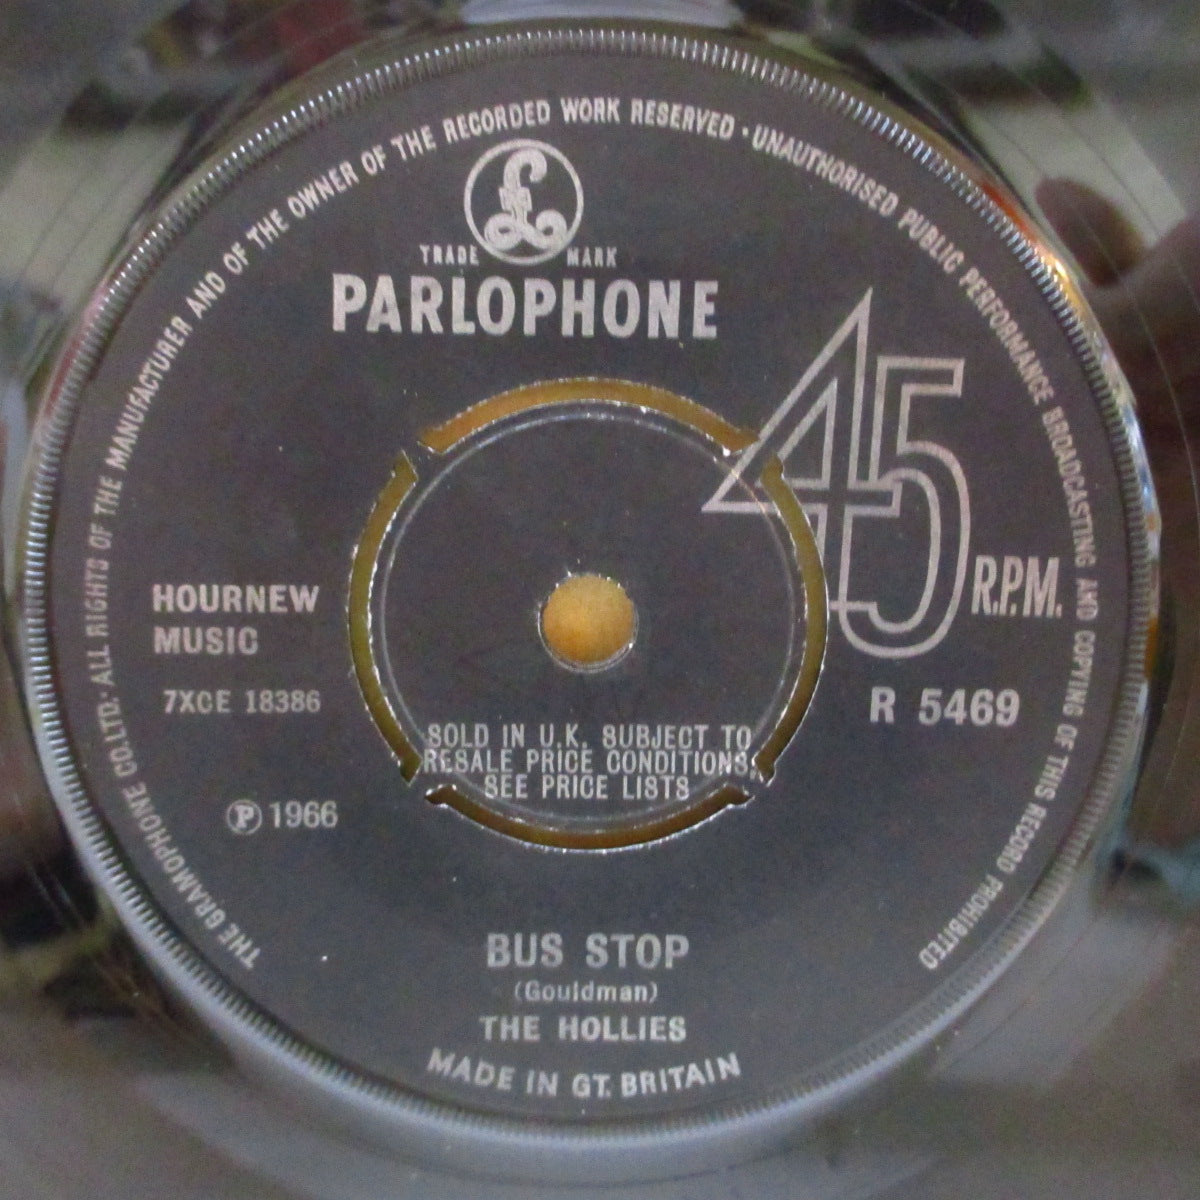 THE GRAMOPHONE CO.LTD. ALL RIGHTS OF THE MANUFACTURER AND OF THE OWNER OF THE RECORDED WORK RESERVED · UNAUTHORISED PUBLIC PERFORMANCE BROADCASTING AND COPYING OF THIS RECORD PROHIBITED
£
TRADE MARK
PARLOPHONE
45
R.P.M.
HOURNEW
MUSIC
7XCE 18386
R 5469
SOLD IN U.K. SUBJECT TO
RESALE PRICE CONDITIONS,
SEE PRICE LISTS
Ⓟ 1966
BUS STOP
(Gouldman)
THE HOLLIES
MADE IN GT. BRITAIN